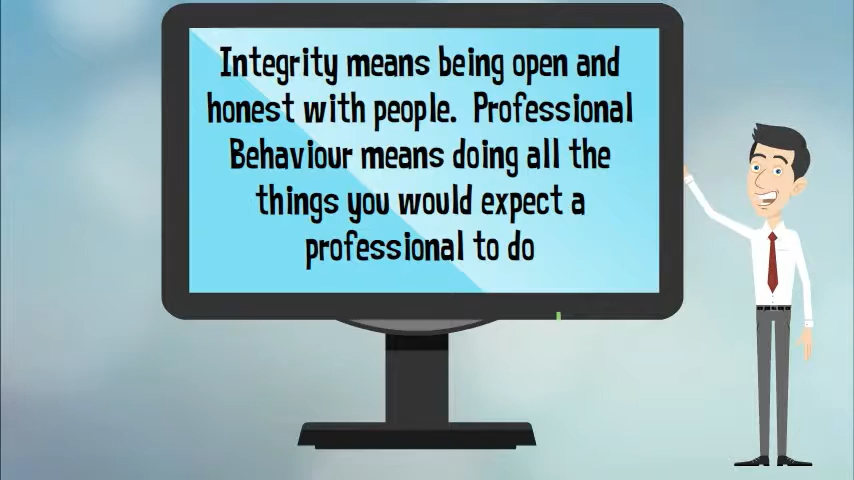 Integrity means being open and
honest with people.  Professional
Behaviour means doing all the
things you would expect a
professional to do